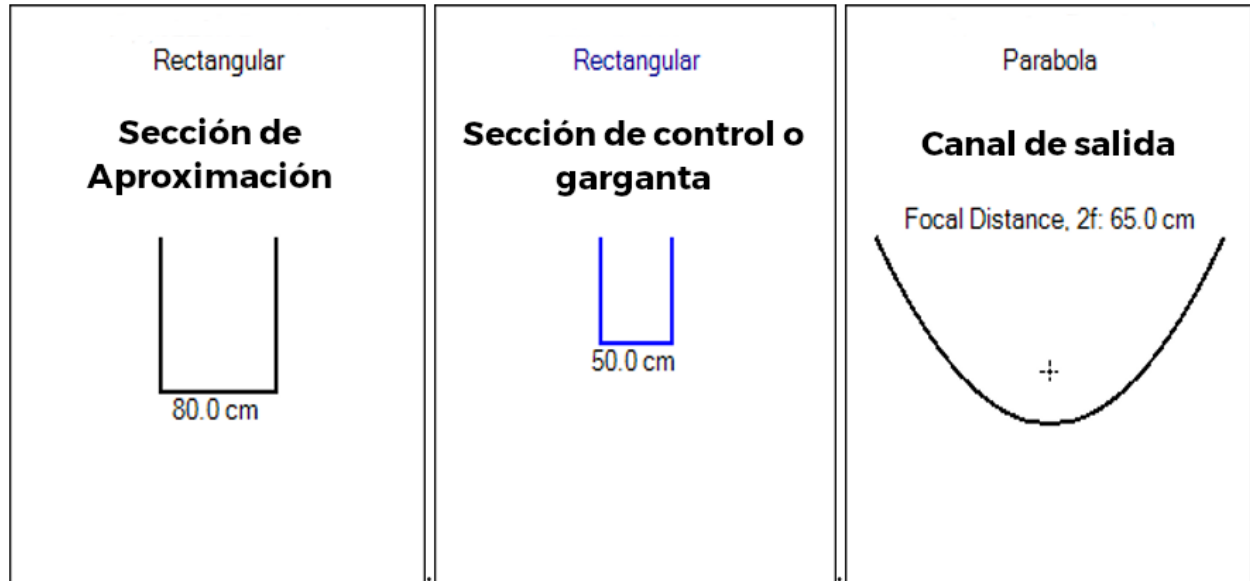 Rectangular
Sección de
Aproximación
80.0 cm
Rectangular
Sección de control o
garganta
50.0 cm
Parabola
Canal de salida
Focal Distance, 2f: 65.0 cm